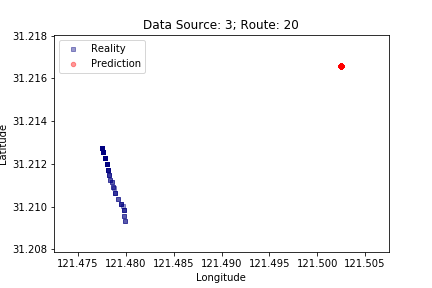 Data Source: 3; Route: 20
31.218
31.216
31.214
31.212
31.210
31.208
Latitude
Reality
Prediction
121.475 121.480 121.485 121.490 121.495 121.500 121.505
Longitude